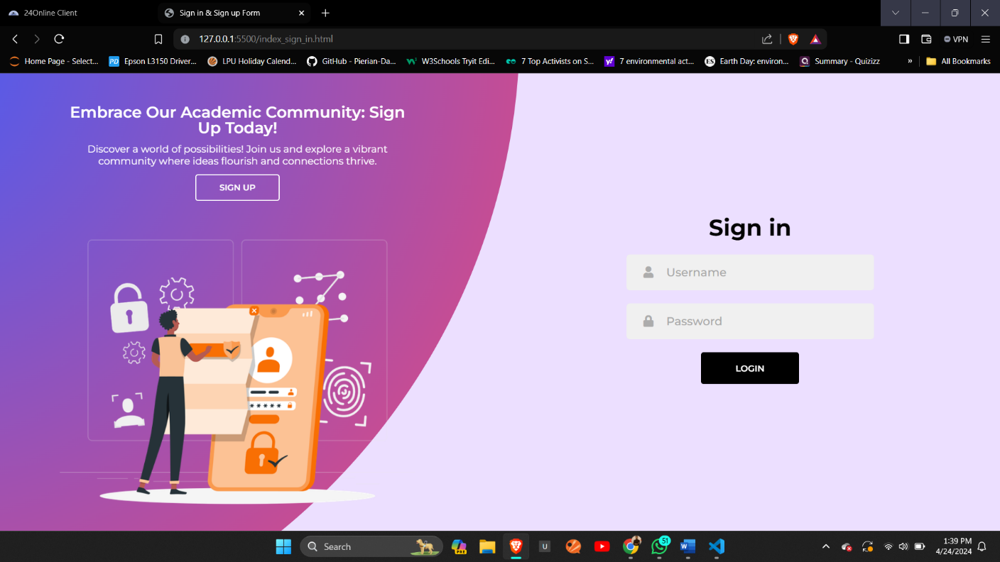 24Online Client
Sign in & Sign up Form
127.0.0.1:5500/index_sign_in.html
VPN
Home Page - Select...
PD
Epson L3150 Driver...
LPU Holiday Calend...
GitHub - Pierian-Da...
W3Schools Tryit Edi...
7 Top Activists on S...
y!
7 environmental act...
ES
Earth Day: environ...
Summary - Quizizz
»
All Bookmarks
Embrace Our Academic Community: Sign
Up Today!
Discover a world of possibilities! Join us and explore a vibrant
community where ideas flourish and connections thrive.
SIGN UP
*****
Sign in
Username
Password
LOGIN
Search
PRE
U
51
W
1:39 PM
4/24/2024